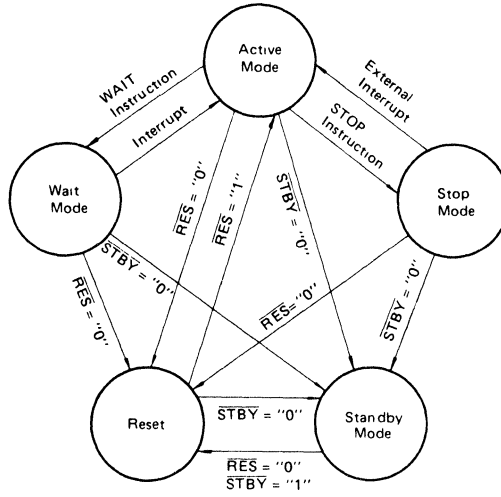 Active
Mode
WAIT
Instruction
Interrupt
External
Interrupt
STOP
Instruction
Wait
Mode
Stop
Mode
RES = "0"
RES = "1"
STBY
= "0"
STBY = "0"
RES = "0"
RES= "0"
STBY = "0"
Reset
STBY = "0"
Standby
Mode
RES = "0"
STBY = "1"